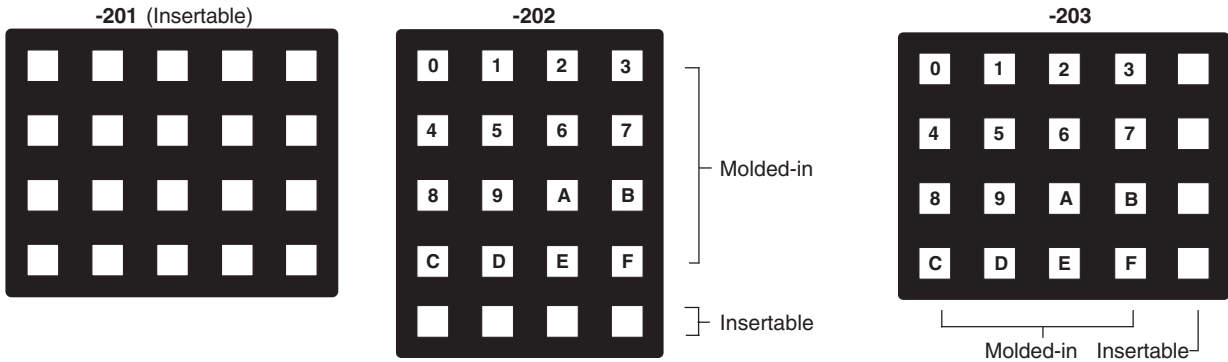 -201 (Insertable)
-202
0 1 2 3
4 5 6 7
8 9 A B
C D E F
Molded-in
Insertable
-203
0 1 2 3
4 5 6 7
8 9 A B
C D E F
Molded-in Insertable